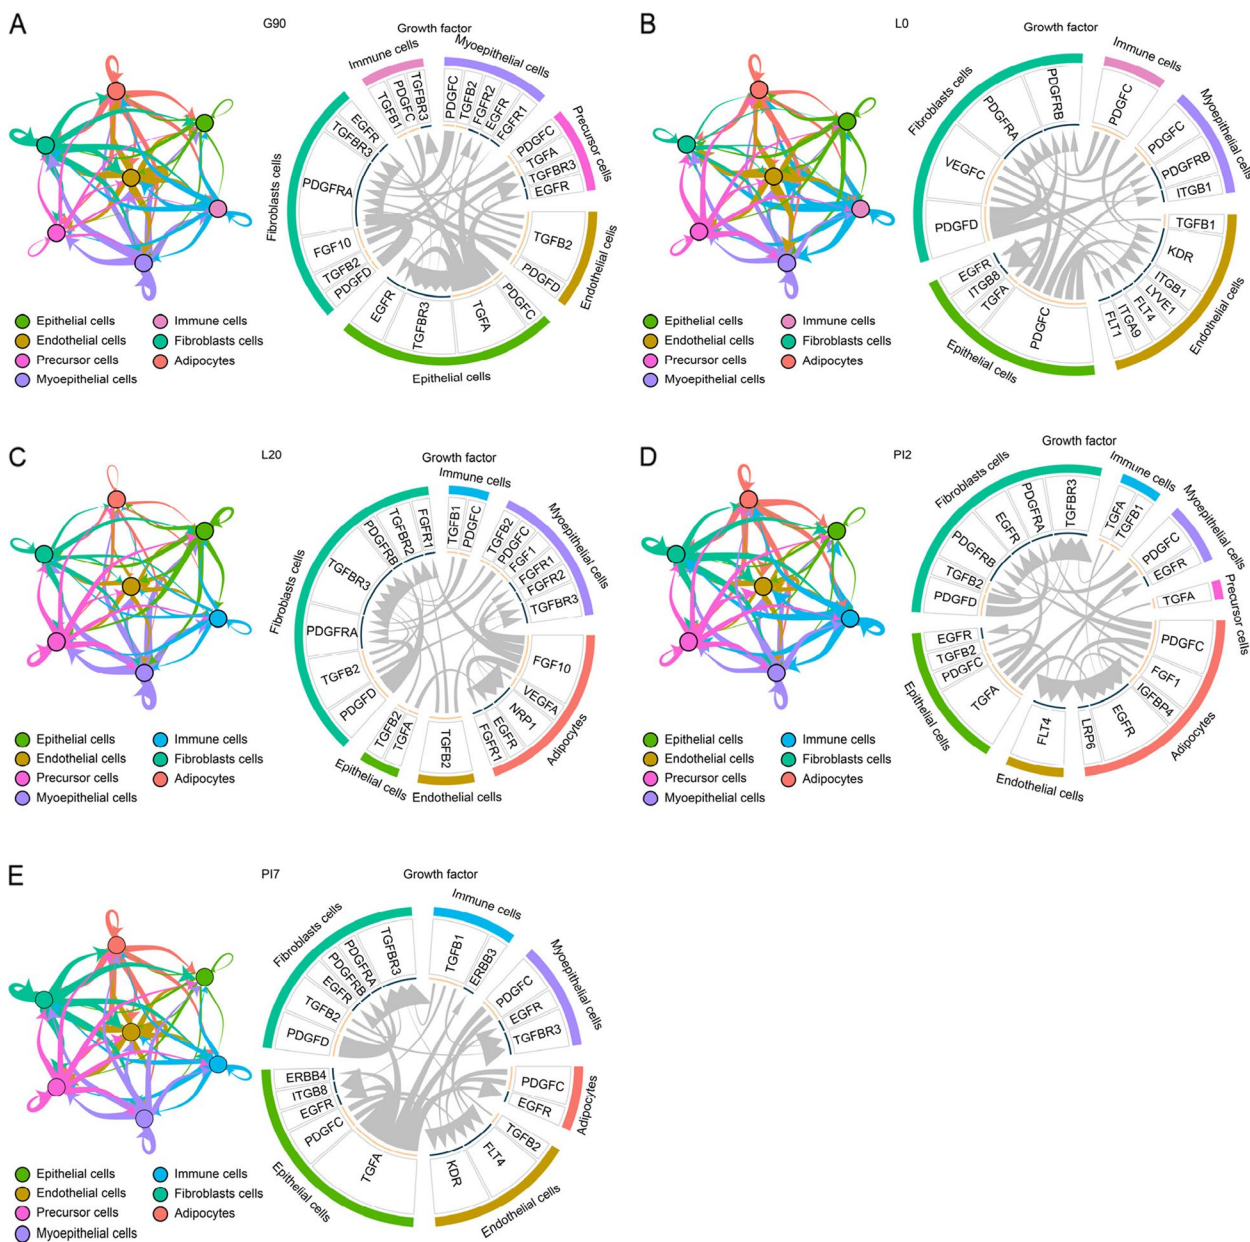 A
G90
Growth factor
Immune cells
Myoepithelial cells
Precursor cells
Endothelial cells
Epithelial cells
Fibroblasts cells
TGFB1
PDGFC
TGFBR3
PDGFC
TGFB2
FGFR2
EGFR
FGFR1
PDGFC
TGFA
TGFBR3
EGFR
TGFB2
PDGFD
PDGFC
TGFA
TGFBR3
EGFR
PDGFD
TGFB2
FGF10
PDGFRA
TGFBR3
EGFR
Epithelial cells
Endothelial cells
Precursor cells
Myoepithelial cells
Immune cells
Fibroblasts cells
Adipocytes
B
L0
Growth factor
Immune cells
Myoepithelial cells
Endothelial cells
Epithelial cells
Fibroblasts cells
PDGFC
PDGFC
PDGFRB
ITGB1
TGFB1
KDR
ITGB1
LYVE1
FLT4
ITGA9
FLT1
PDGFC
TGFA
ITGB8
EGFR
PDGFD
VEGFC
PDGFRA
PDGFRB
Epithelial cells
Endothelial cells
Precursor cells
Myoepithelial cells
Immune cells
Fibroblasts cells
Adipocytes
C
L20
Growth factor
Immune cells
Myoepithelial cells
Adipocytes
Endothelial cells
Epithelial cells
Fibroblasts cells
TGFB1
PDGFC
TGFB2
PDGFC
FGF1
FGFR1
FGFR2
TGFBR3
FGF10
VEGFA
NRP1
EGFR
FGFR1
TGFB2
TGFA
TGFB2
PDGFD
TGFB2
PDGFRA
TGFBR3
PDGFRB
TGFBR2
FGFR1
Epithelial cells
Endothelial cells
Precursor cells
Myoepithelial cells
Immune cells
Fibroblasts cells
Adipocytes
D
PI2
Growth factor
Immune cells
Myoepithelial cells
Precursor cells
Adipocytes
Endothelial cells
Epithelial cells
Fibroblasts cells
TGFA
TGFB1
PDGFC
EGFR
TGFA
PDGFC
FGF1
IGFBP4
EGFR
LRP6
FLT4
TGFA
PDGFC
TGFB2
EGFR
PDGFD
TGFB2
PDGFRB
EGFR
PDGFRA
TGFBR3
Epithelial cells
Endothelial cells
Precursor cells
Myoepithelial cells
Immune cells
Fibroblasts cells
Adipocytes
E
PI7
Growth factor
Immune cells
Myoepithelial cells
Adipocytes
Endothelial cells
Epithelial cells
Fibroblasts cells
TGFB1
ERBB3
PDGFC
EGFR
TGFBR3
PDGFC
EGFR
TGFB2
FLT4
KDR
TGFA
PDGFC
EGFR
ITGB8
ERBB4
PDGFD
TGFB2
EGFR
PDGFRB
PDGFRA
TGFBR3
Epithelial cells
Endothelial cells
Precursor cells
Myoepithelial cells
Immune cells
Fibroblasts cells
Adipocytes